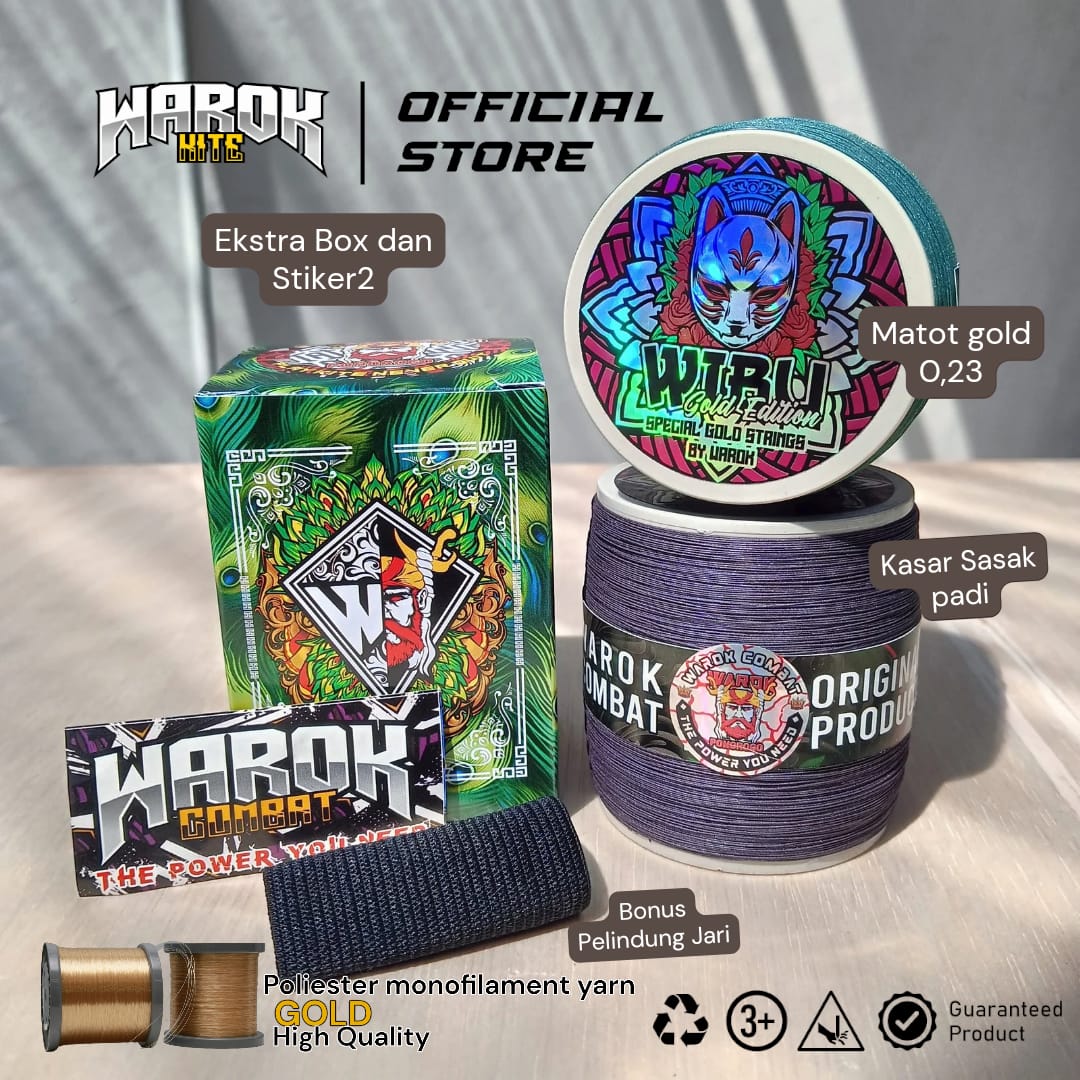 WAROK
KITE
OFFICIAL
STORE
Ekstra Box dan
Stiker2
WIBU
Gold Edition
SPECIAL GOLD STRINGS
BY WAROK
Matot gold
0,23
Kasar Sasak
padi
W
WAROK
COMBAT
WAROK COMBAT
WAROK
PONOROGO
THE POWER YOU NEED
ORIGINAL
PRODUCT
WAROK
COMBAT
THE POWER YOU NEED
Bonus
Pelindung Jari
Poliester monofilament yarn
GOLD
High Quality
3+
Guaranteed
Product